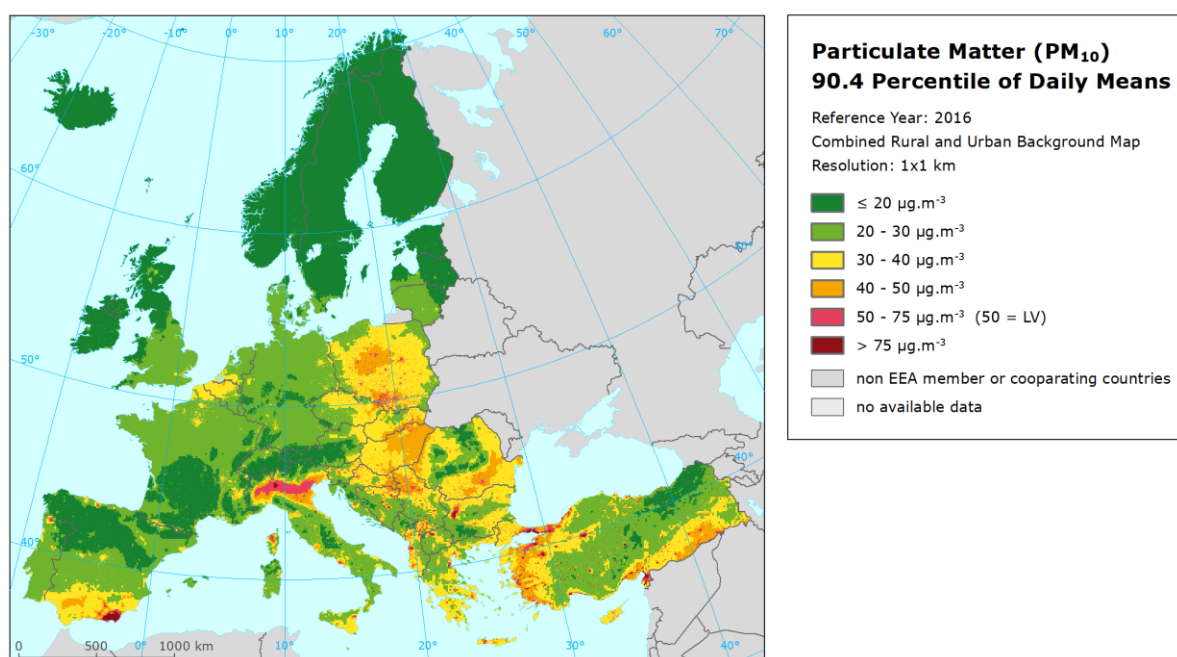 -30° -20° -10° 0° 10° 20° 30° 40° 50° 60° 70°
60°
50°
50°
40°
40°
0 500 0° 1000 km 10° 20° 30° 40°
Particulate Matter (PM₁₀)
90.4 Percentile of Daily Means
Reference Year: 2016
Combined Rural and Urban Background Map
Resolution: 1x1 km
≤ 20 µg.m⁻³
20 - 30 µg.m⁻³
30 - 40 µg.m⁻³
40 - 50 µg.m⁻³
50 - 75 µg.m⁻³ (50 = LV)
> 75 µg.m⁻³
non EEA member or cooparating countries
no available data